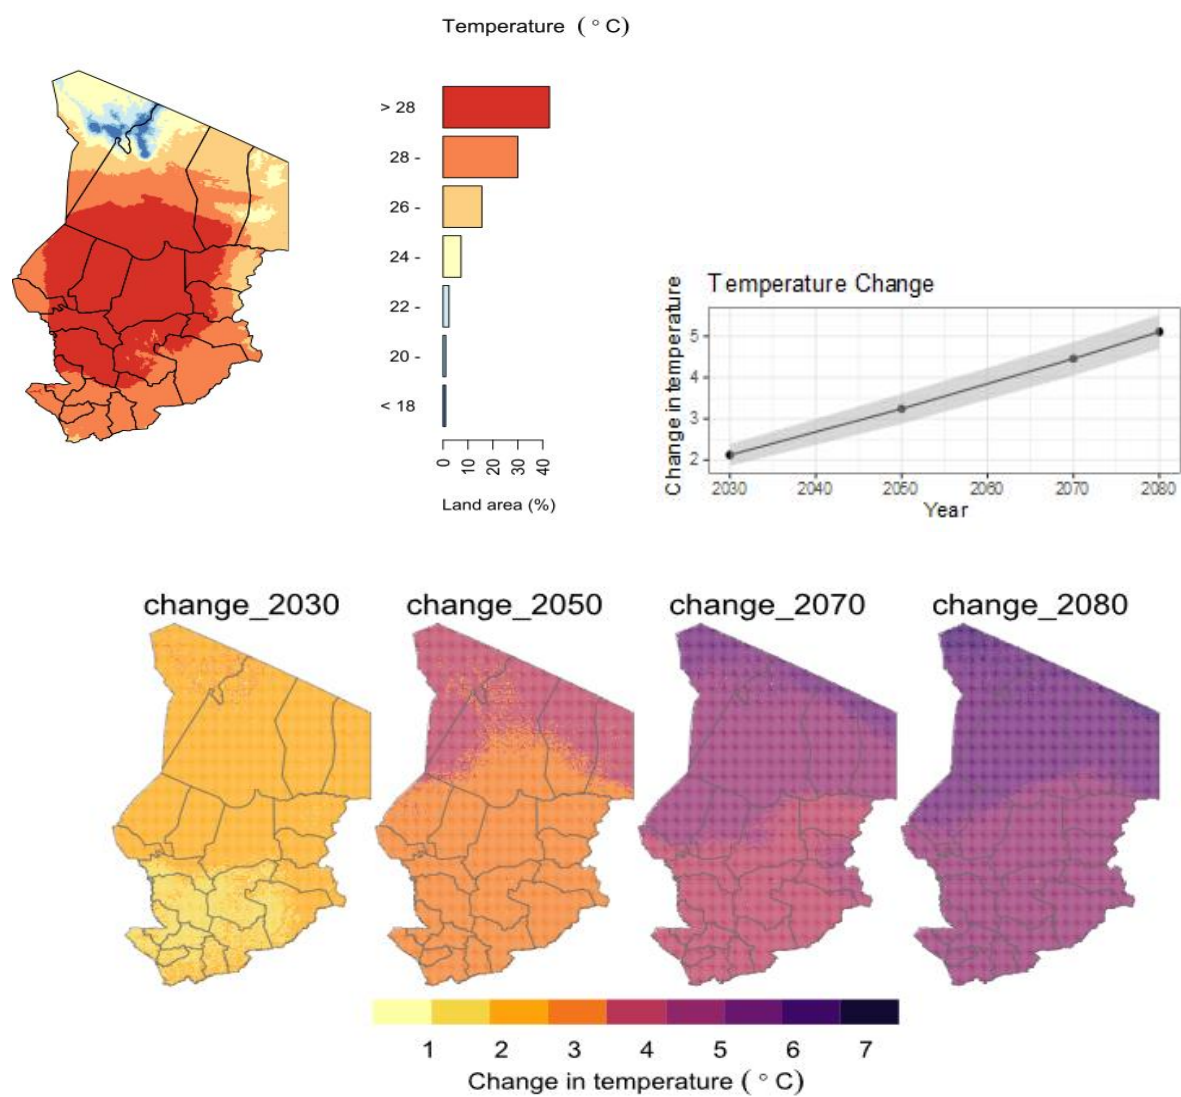 Temperature ( ° C)
> 28
28 -
26 -
24 -
22 -
20 -
< 18
0 10 20 30 40
Land area (%)
Temperature Change
Change in temperature
5
4
3
2
2030 2040 2050 2060 2070 2080
Year
change_2030 change_2050 change_2070 change_2080
1 2 3 4 5 6 7
Change in temperature ( ° C)